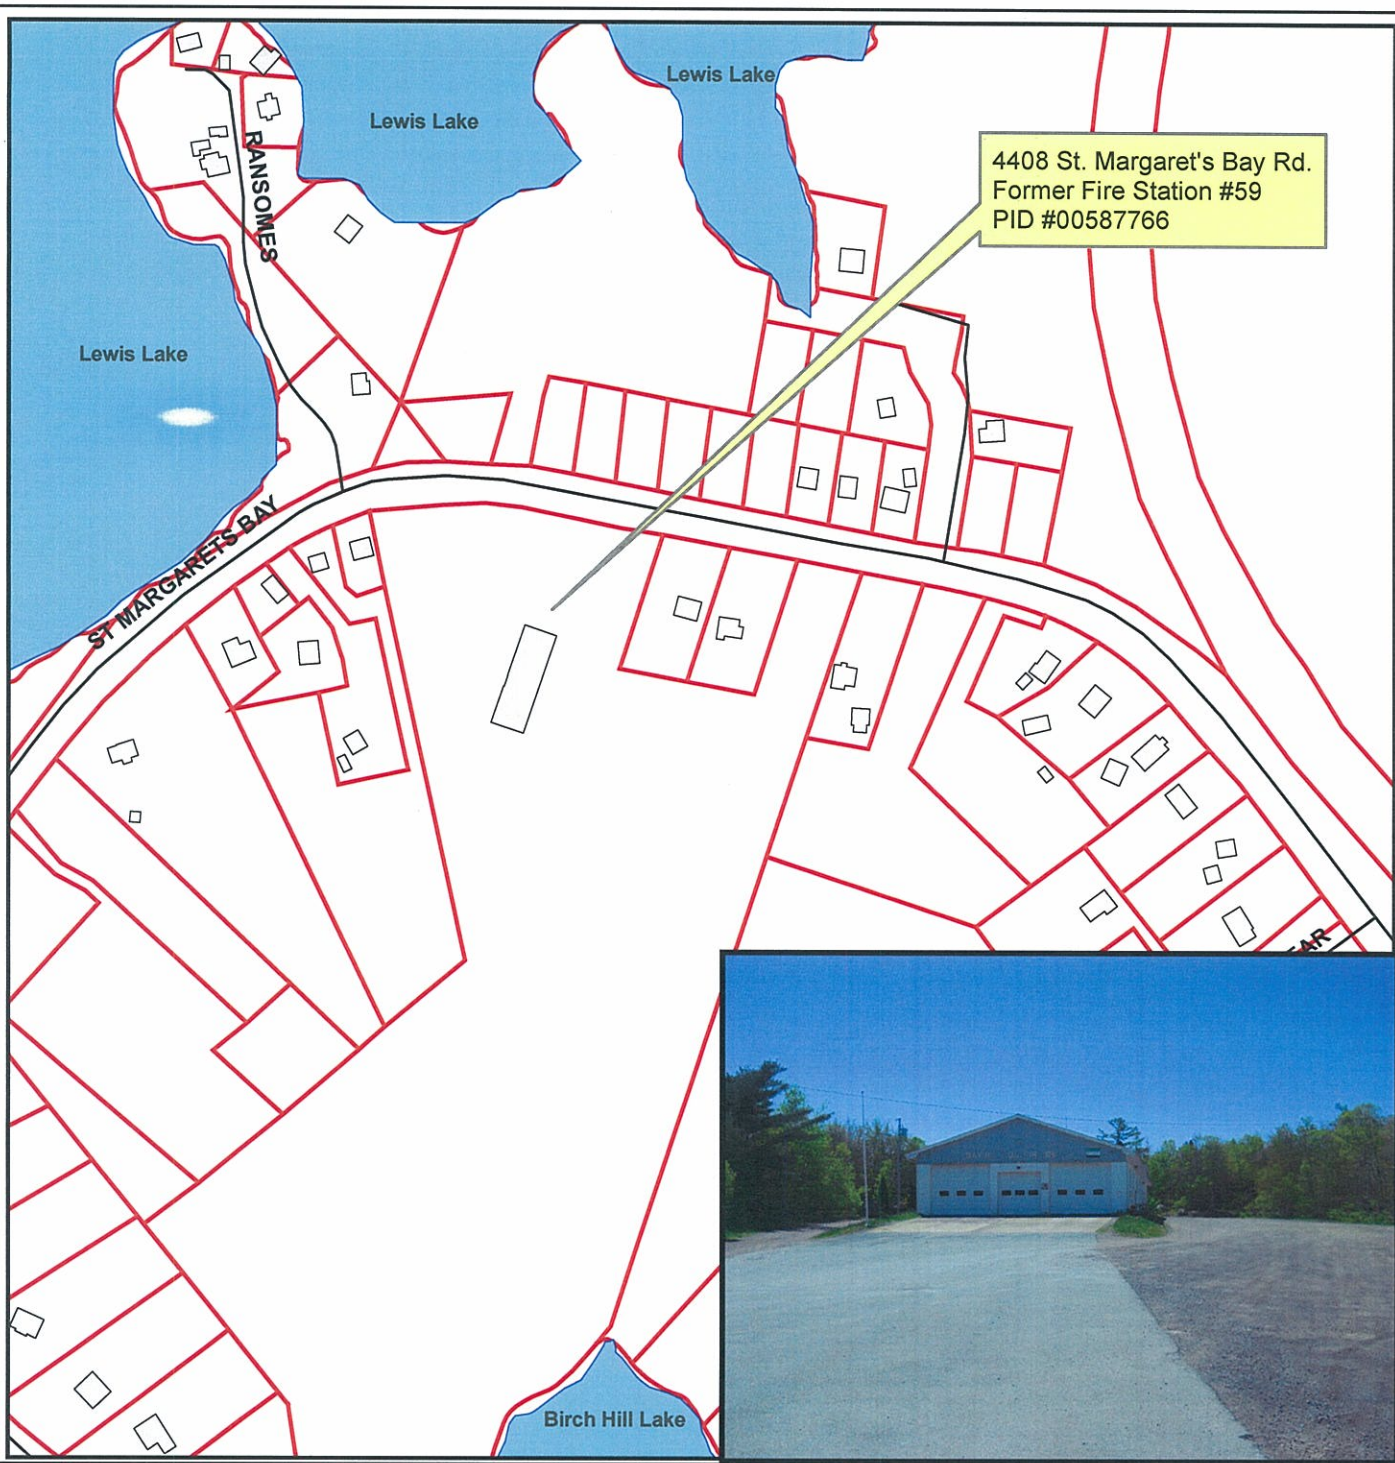 Lewis Lake
Lewis Lake
4408 St. Margaret's Bay Rd.
Former Fire Station #59
PID #00587766
RANSOMES
Lewis Lake
ST MARGARETS BAY
Birch Hill Lake